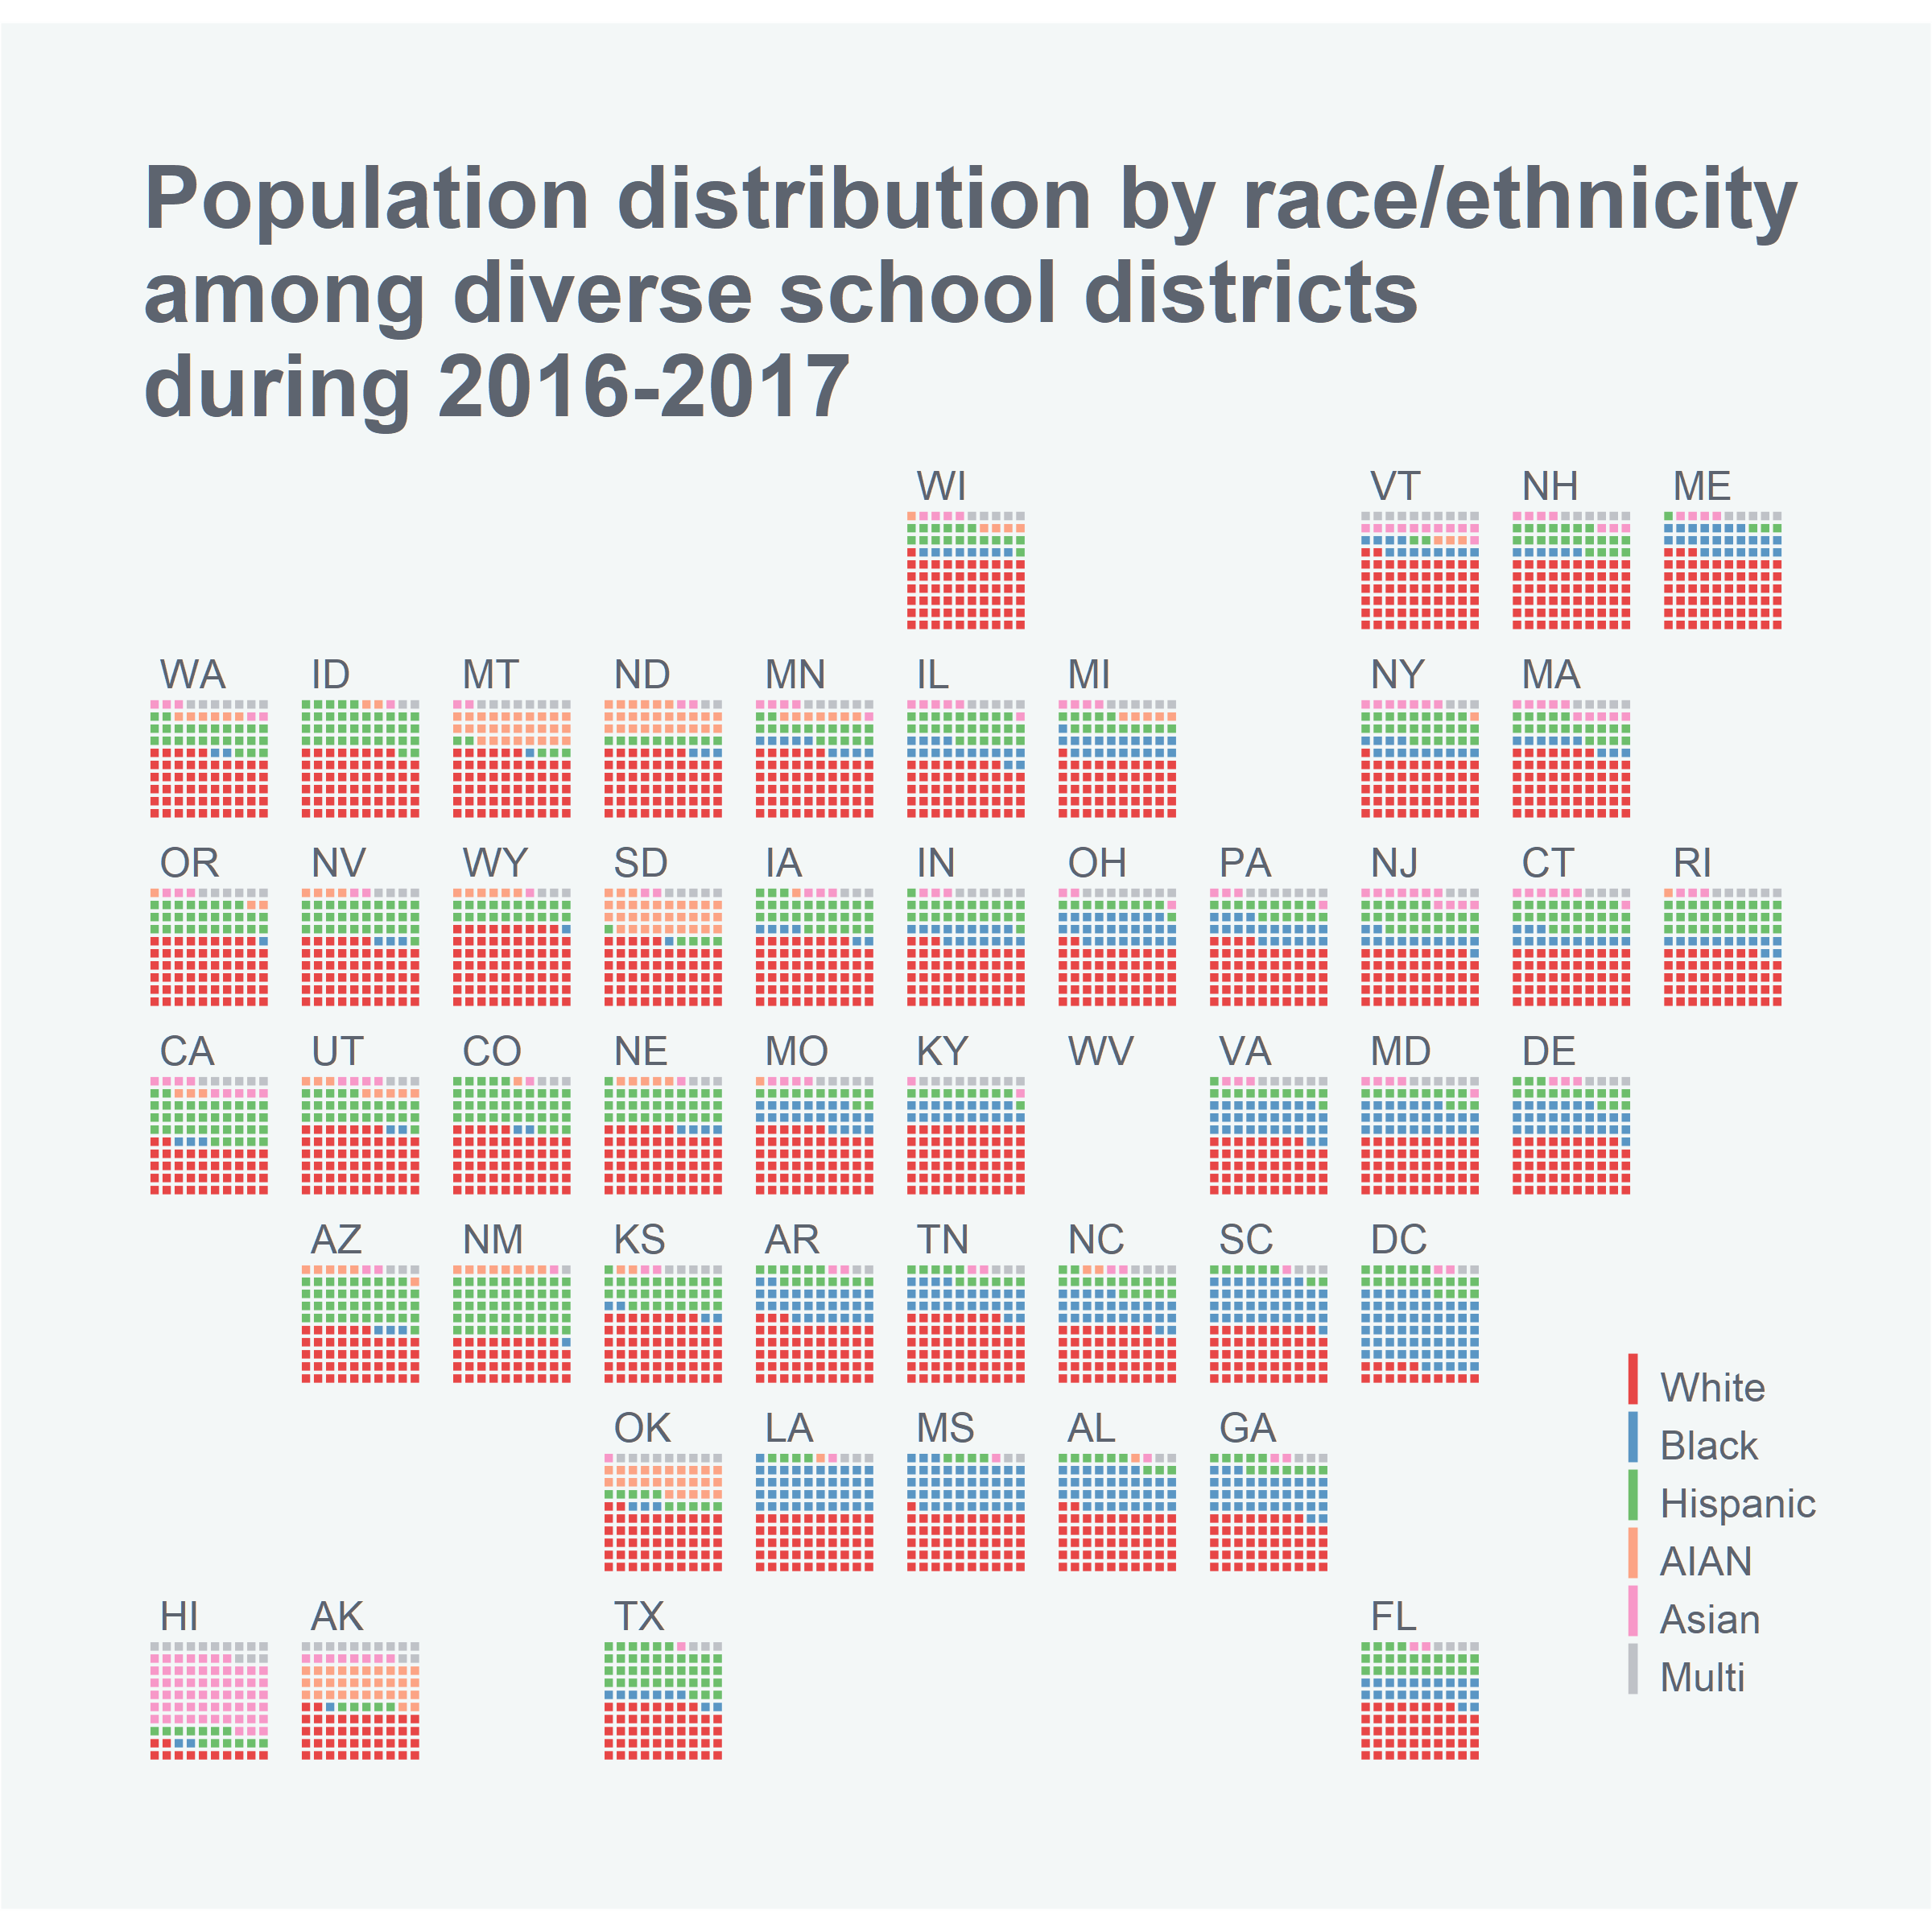 Population distribution by race/ethnicity
among diverse school districts
during 2016-2017
WI VT NH ME
WA ID MT ND MN IL MI NY MA
OR NV WY SD IA IN OH PA NJ CT RI
CA UT CO NE MO KY WV VA MD DE
AZ NM KS AR TN NC SC DC
OK LA MS AL GA
HI AK TX FL
White
Black
Hispanic
AIAN
Asian
Multi